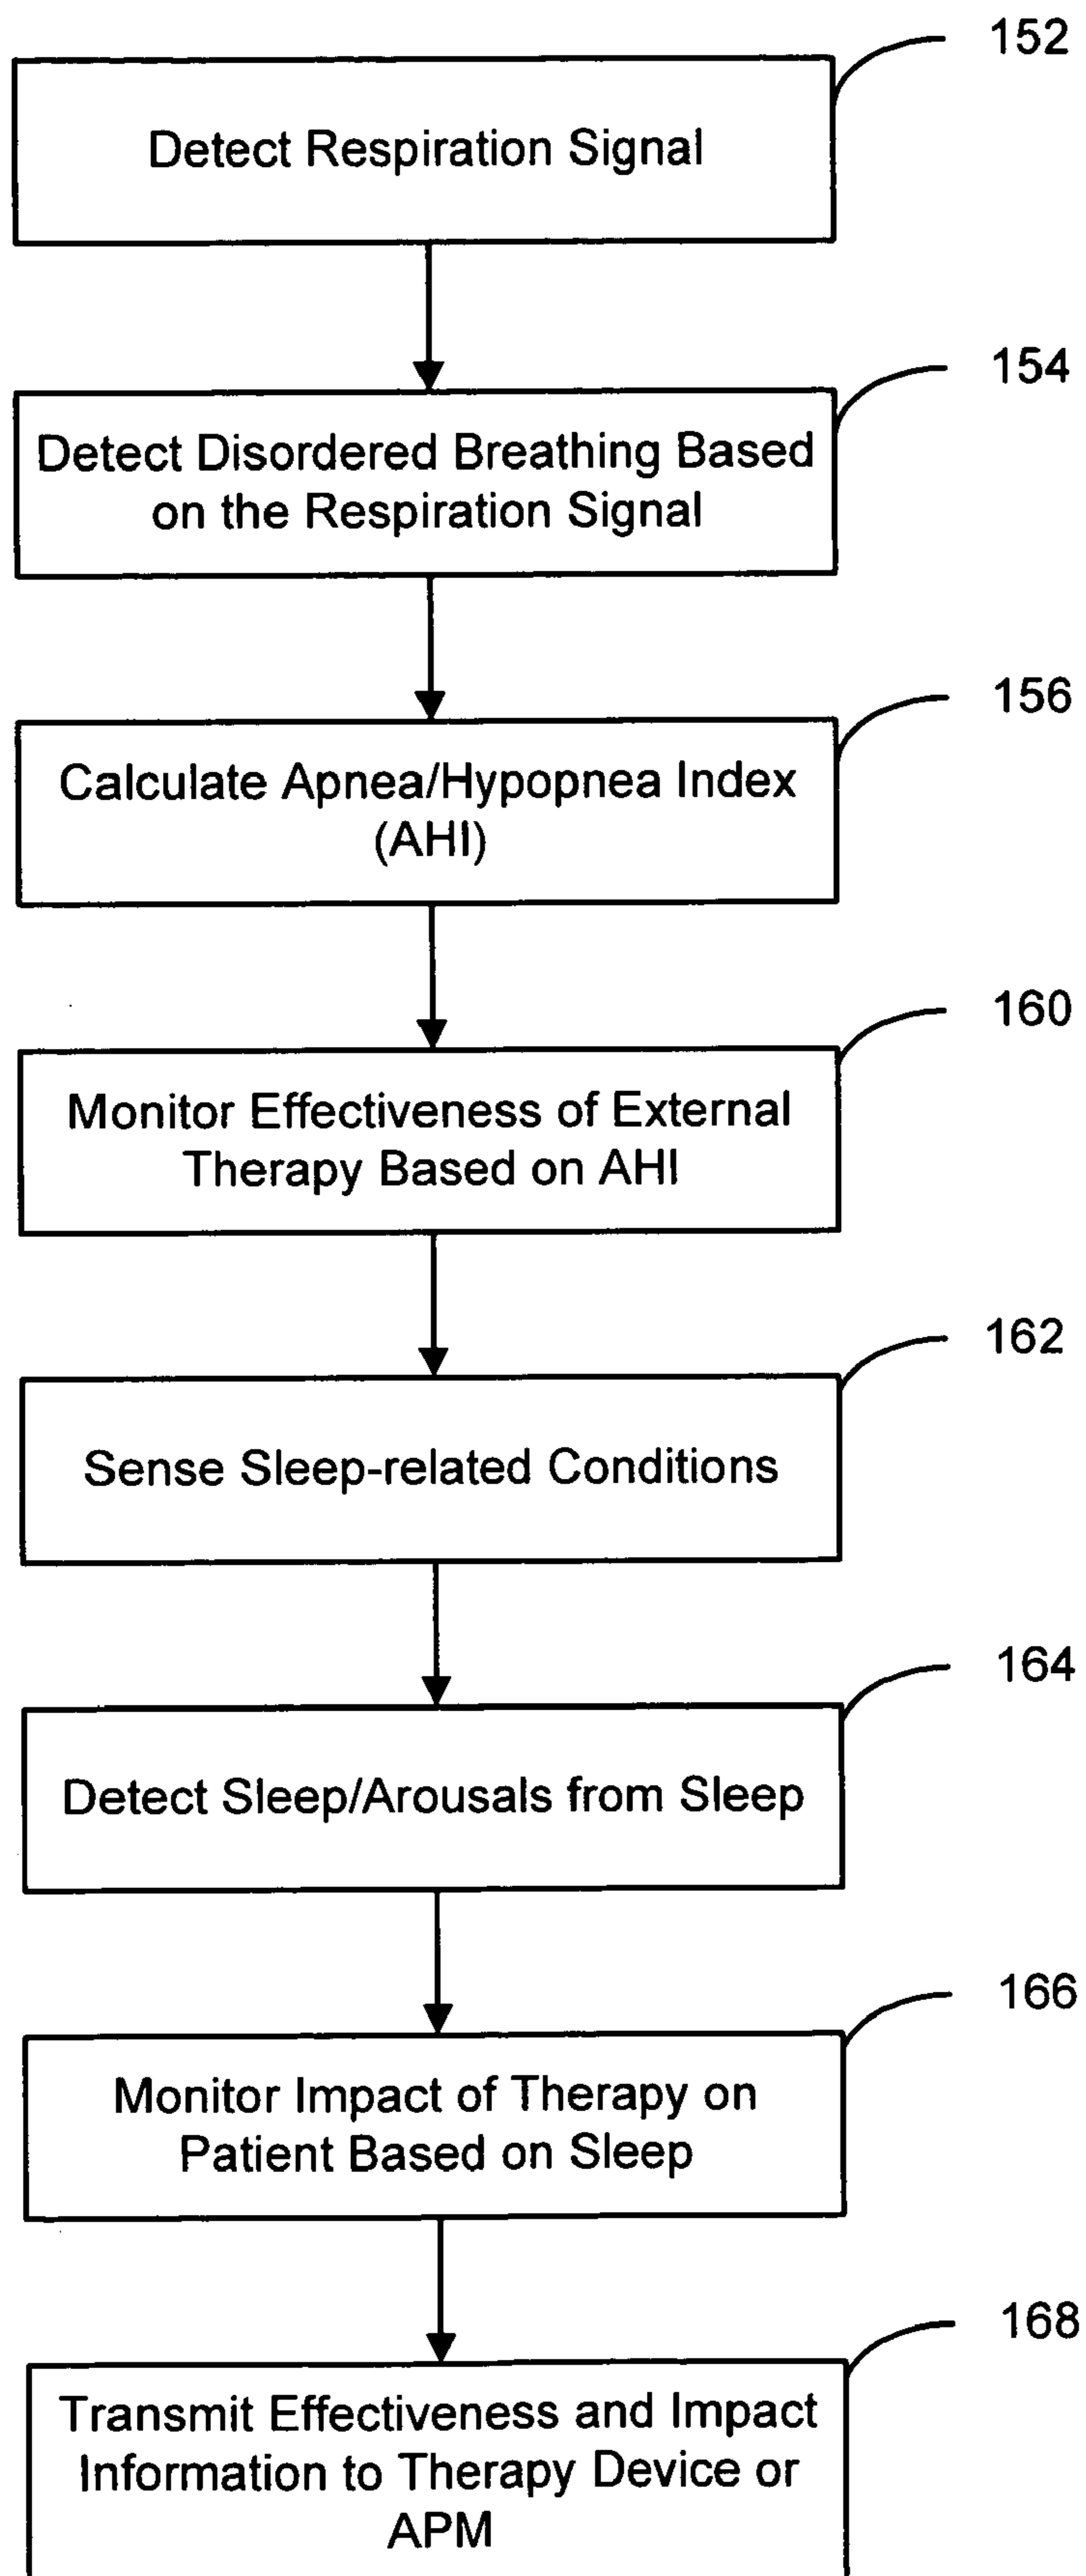 152
Detect Respiration Signal
154
Detect Disordered Breathing Based
on the Respiration Signal
156
Calculate Apnea/Hypopnea Index
(AHI)
160
Monitor Effectiveness of External
Therapy Based on AHI
162
Sense Sleep-related Conditions
164
Detect Sleep/Arousals from Sleep
166
Monitor Impact of Therapy on
Patient Based on Sleep
168
Transmit Effectiveness and Impact
Information to Therapy Device or
APM